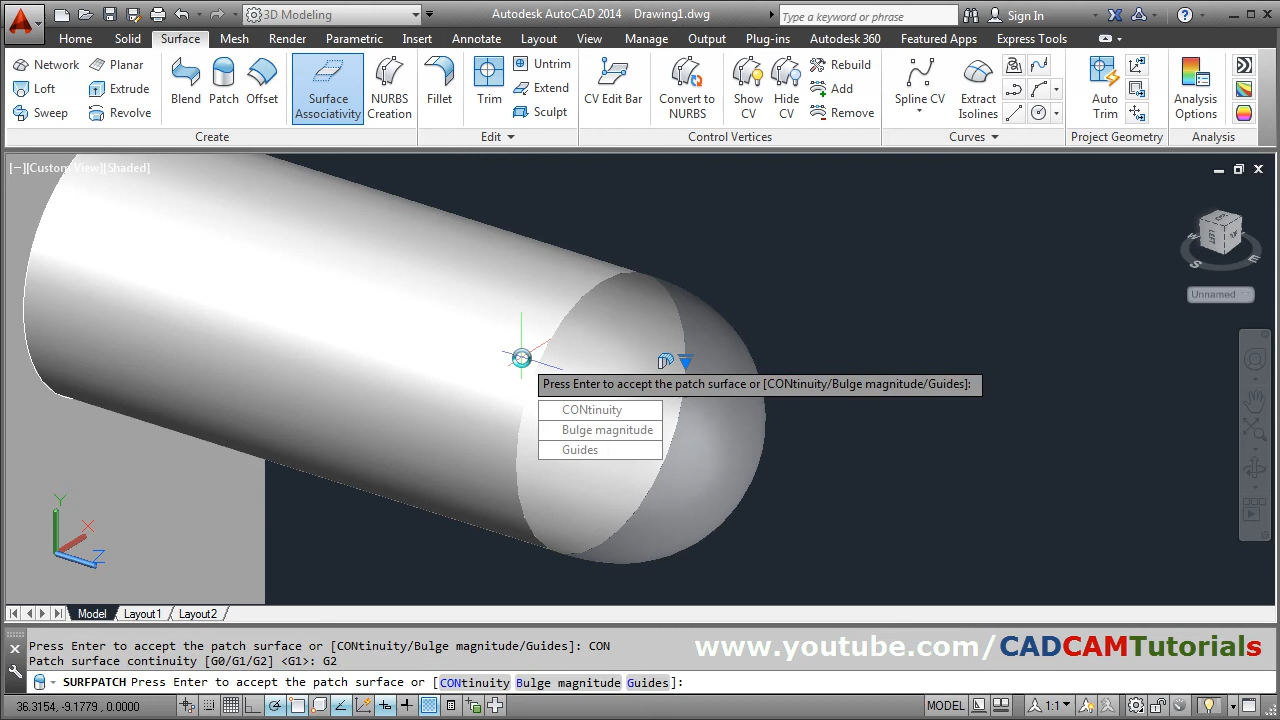 3D Modeling
Autodesk AutoCAD 2014 Drawing1.dwg
Type a keyword or phrase
Sign In
Home Solid Surface Mesh Render Parametric Insert Annotate Layout View Manage Output Plug-ins Autodesk 360 Featured Apps Express Tools
Network Planar
Loft Extrude
Sweep Revolve
Blend Patch Offset
Surface Associativity
NURBS Creation
Fillet Trim
Untrim
Extend
Sculpt
CV Edit Bar
Convert to NURBS
Show CV
Hide CV
Rebuild
Add
Remove
Spline CV
Extract Isolines
Auto Trim
Analysis Options
Create Edit Control Vertices Curves Project Geometry Analysis
[−][Custom View][Shaded]
LEFT
W
S
E
Unnamed
Press Enter to accept the patch surface or [CONtinuity/Bulge magnitude/Guides]:
CONtinuity
Bulge magnitude
Guides
Y
X
Z
Model Layout1 Layout2
Press Enter to accept the patch surface or [CONtinuity/Bulge magnitude/Guides]: CON
Patch surface continuity [G0/G1/G2] <G1>: G2
SURFPATCH Press Enter to accept the patch surface or [CONtinuity Bulge magnitude Guides]:
www.youtube.com/CADCAMTutorials
36.3154, -9.1779, 0.0000
MODEL
1:1